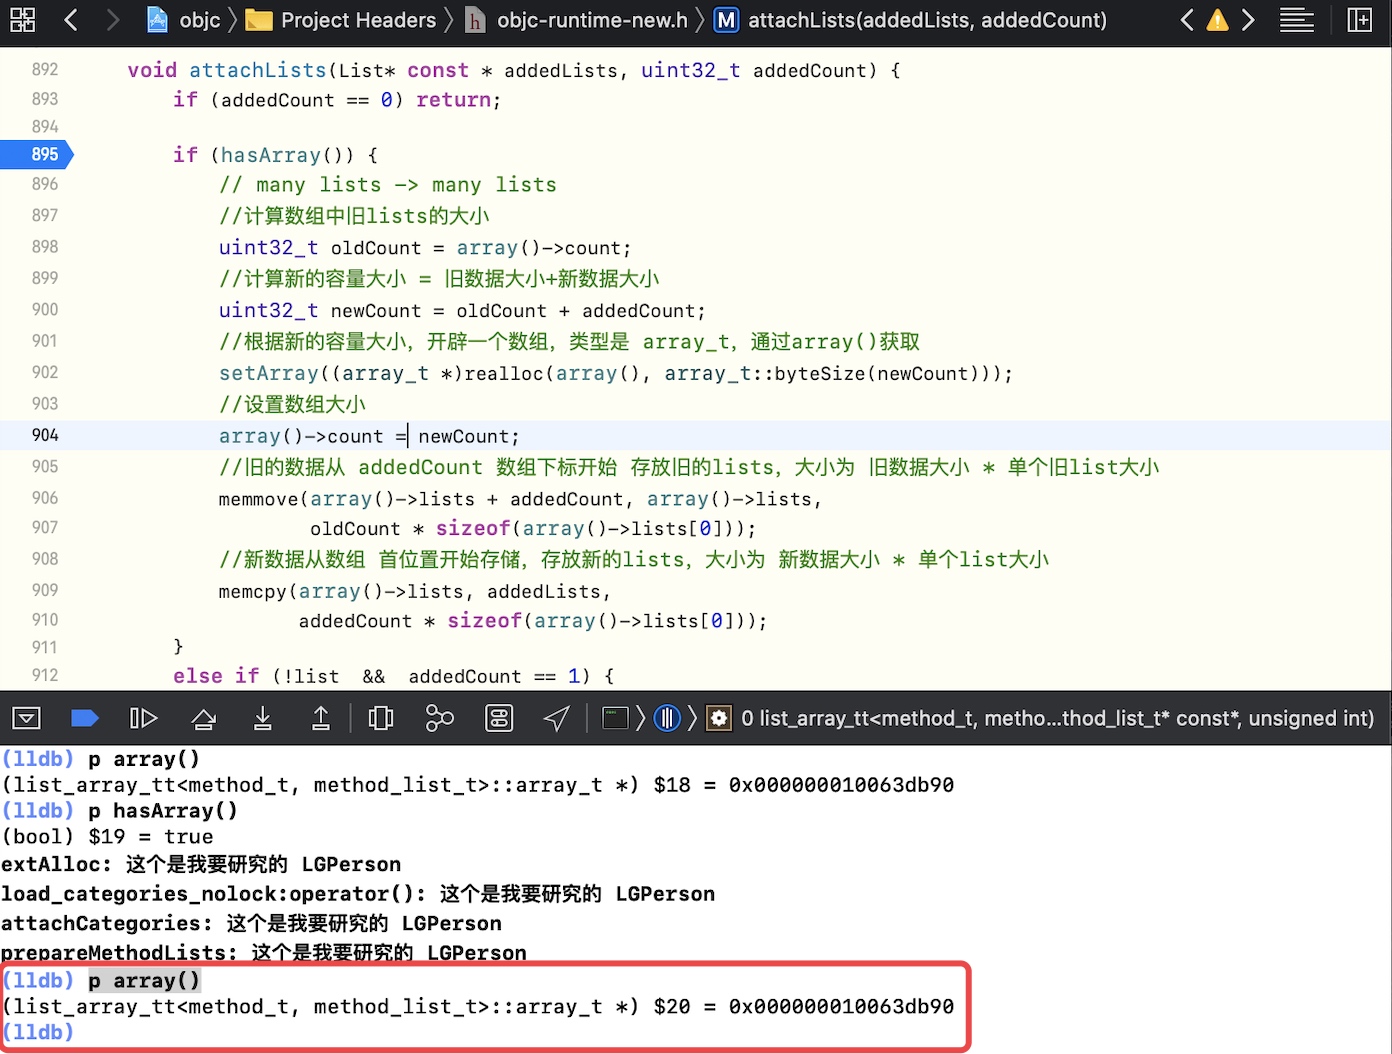 objc 〉 Project Headers 〉 h objc-runtime-new.h 〉 M attachLists(addedLists, addedCount)
892 void attachLists(List* const * addedLists, uint32_t addedCount) {
893 if (addedCount == 0) return;
894
895 if (hasArray()) {
896 // many lists -> many lists
897 //计算数组中旧lists的大小
898 uint32_t oldCount = array()->count;
899 //计算新的容量大小 = 旧数据大小+新数据大小
900 uint32_t newCount = oldCount + addedCount;
901 //根据新的容量大小，开辟一个数组，类型是 array_t，通过array()获取
902 setArray((array_t *)realloc(array(), array_t::byteSize(newCount)));
903 //设置数组大小
904 array()->count = newCount;
905 //旧的数据从 addedCount 数组下标开始 存放旧的lists，大小为 旧数据大小 * 单个旧list大小
906 memmove(array()->lists + addedCount, array()->lists,
907 oldCount * sizeof(array()->lists[0]));
908 //新数据从数组 首位置开始存储，存放新的lists，大小为 新数据大小 * 单个list大小
909 memcpy(array()->lists, addedLists,
910 addedCount * sizeof(array()->lists[0]));
911 }
912 else if (!list && addedCount == 1) {
0 list_array_tt<method_t, metho...thod_list_t* const*, unsigned int)
(lldb) p array()
(list_array_tt<method_t, method_list_t>::array_t *) $18 = 0x000000010063db90
(lldb) p hasArray()
(bool) $19 = true
extAlloc: 这个是我要研究的 LGPerson
load_categories_nolock:operator(): 这个是我要研究的 LGPerson
attachCategories: 这个是我要研究的 LGPerson
prepareMethodLists: 这个是我要研究的 LGPerson
(lldb) p array()
(list_array_tt<method_t, method_list_t>::array_t *) $20 = 0x000000010063db90
(lldb)